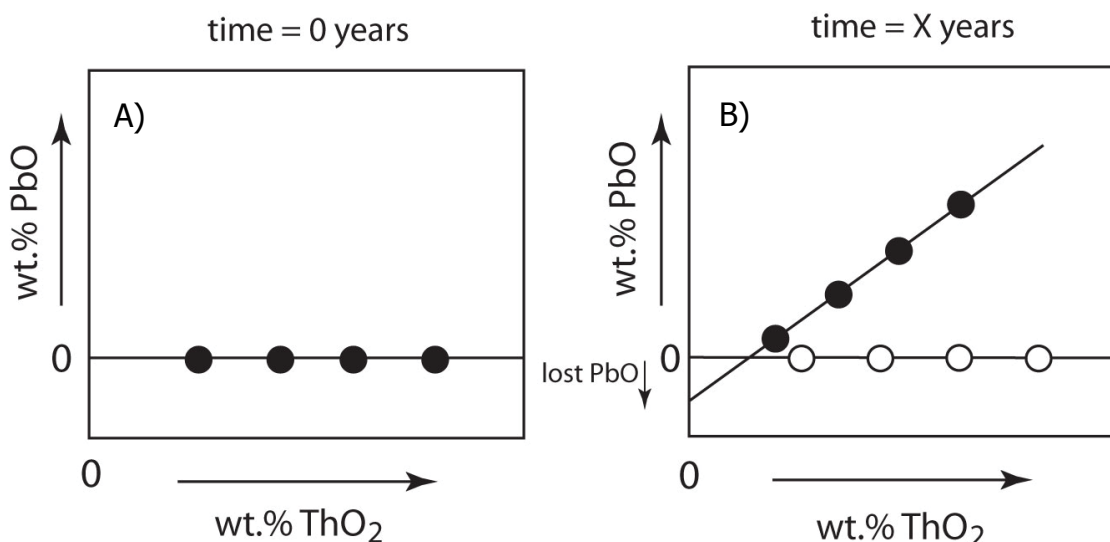 time = 0 years
A)
wt.% PbO
0
0
wt.% ThO₂
time = X years
B)
wt.% PbO
0
lost PbO
0
wt.% ThO₂